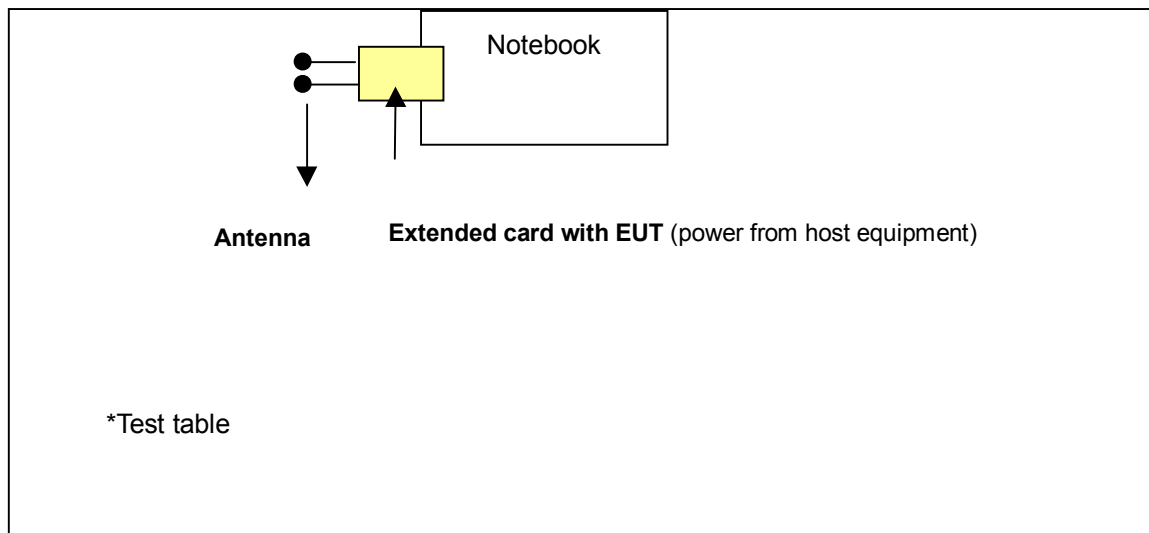 Notebook
Antenna
Extended card with EUT (power from host equipment)
*Test table